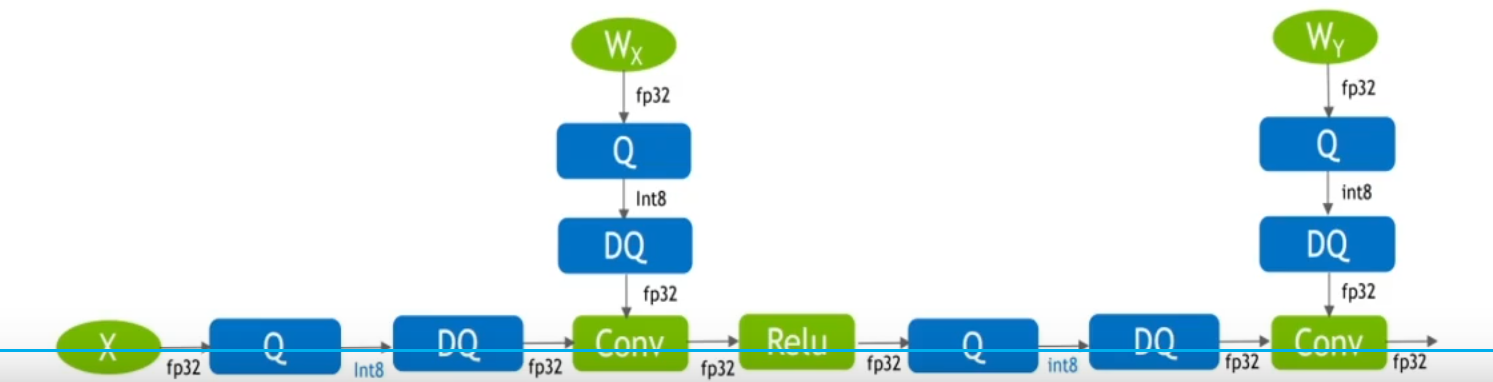 W_X
W_Y
fp32
fp32
Q
Q
Int8
int8
DQ
DQ
fp32
fp32
X
Q
DQ
Conv
Relu
Q
DQ
Conv
fp32
Int8
fp32
fp32
fp32
int8
fp32
fp32